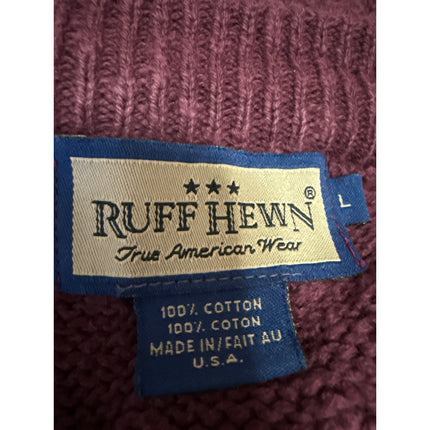 ★★★
RUFF HEWN®
True American Wear
L
100% COTTON
100% COTON
MADE IN/FAIT AU
U.S.A.